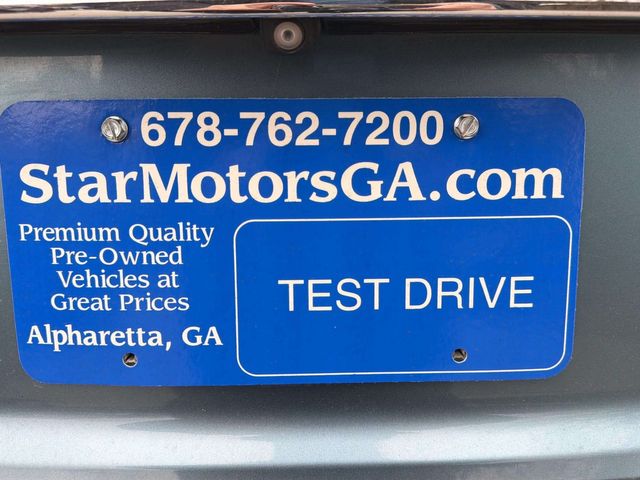 678-762-7200
StarMotorsGA.com
Premium Quality
Pre-Owned
Vehicles at
Great Prices
Alpharetta, GA
TEST DRIVE